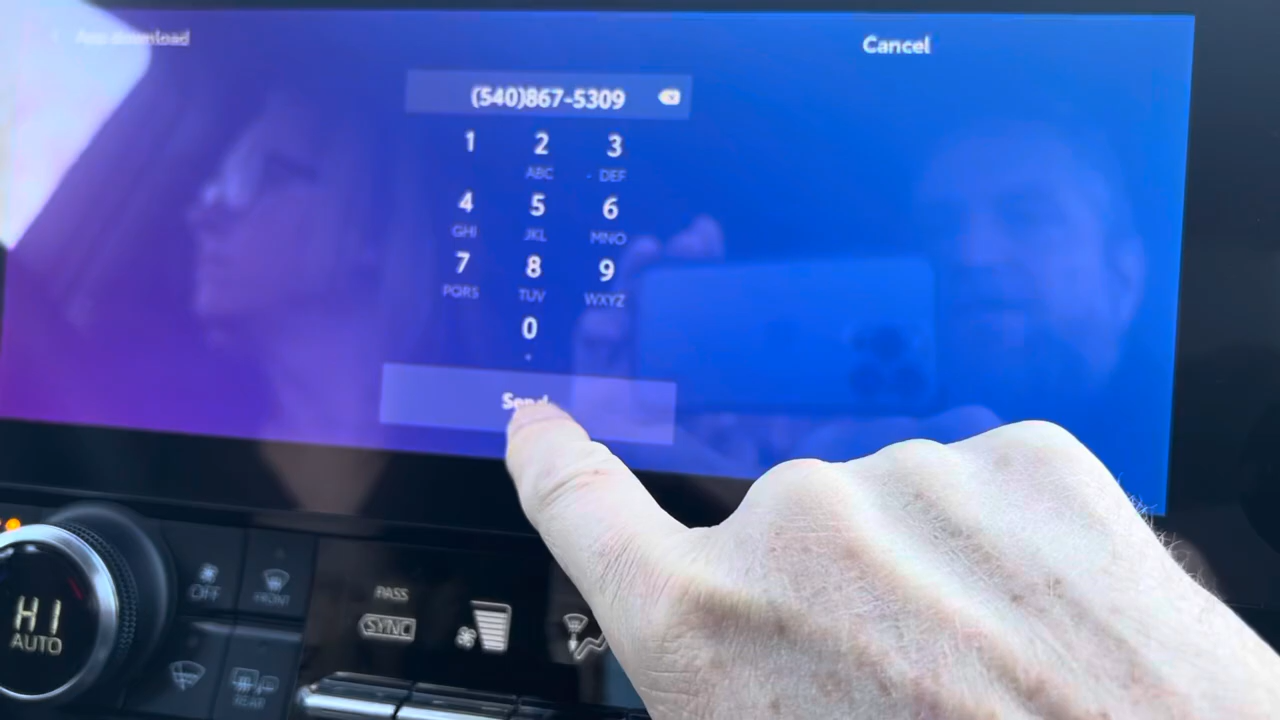 App download
Cancel
(540)867-5309
1 2 3
ABC DEF
4 5 6
GHI JKL MNO
7 8 9
PQRS TUV WXYZ
0
Send
HI
AUTO
OFF
FRONT
PASS
SYNC
REAR